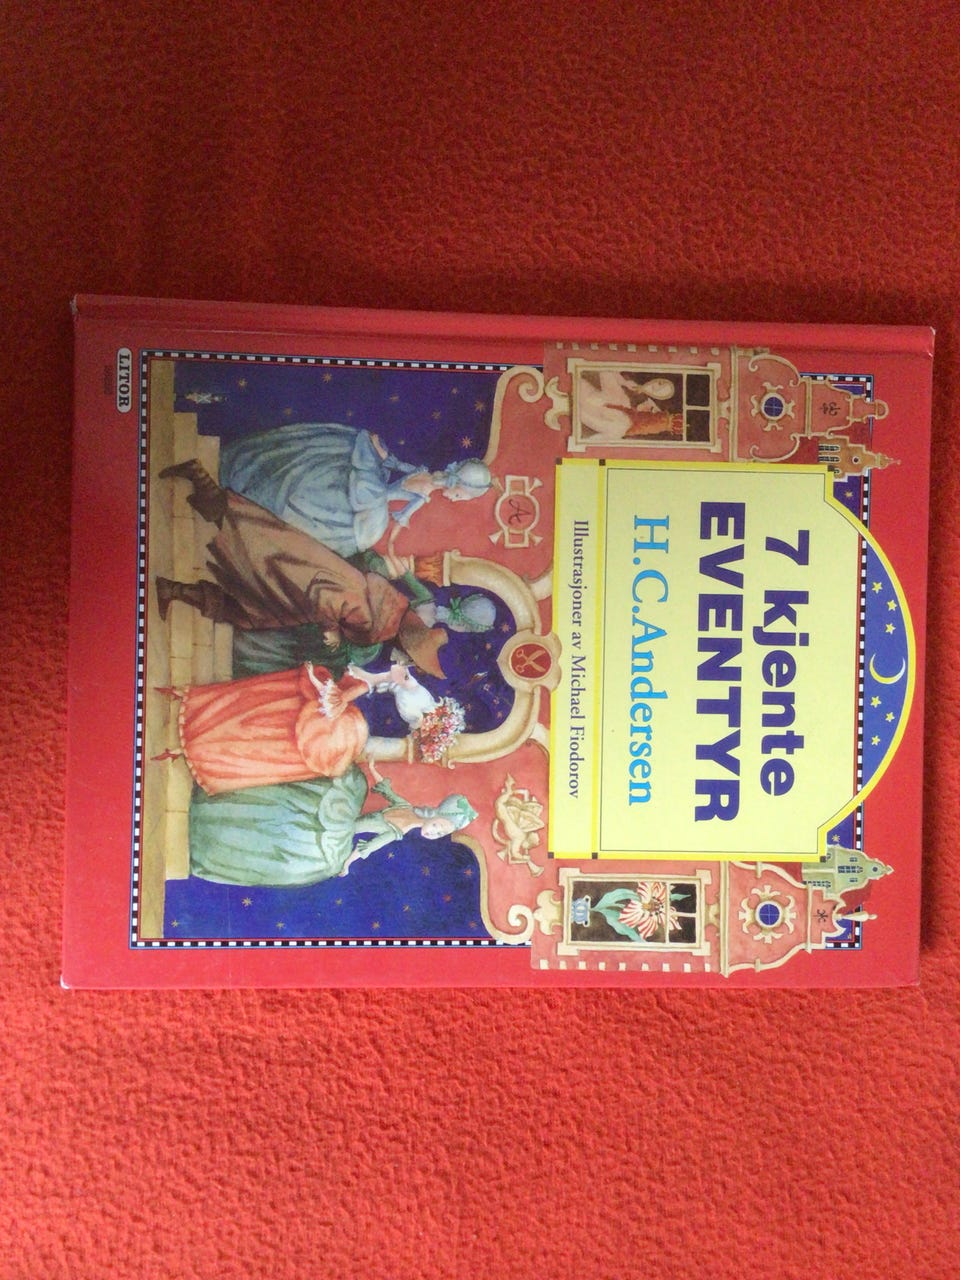 7 kjente
EVENTYR
H.C.Andersen
Illustrasjoner av Michael Fiodorov
A
LITOR